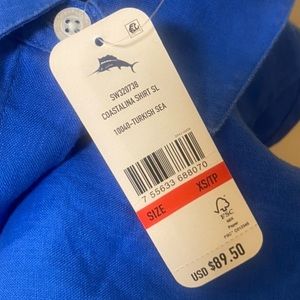 SW320738
COASTALINA SHIRT SL
10040-TURKISH SEA
7 55633 688070
SIZE XS/TP
FSC
USD $89.50